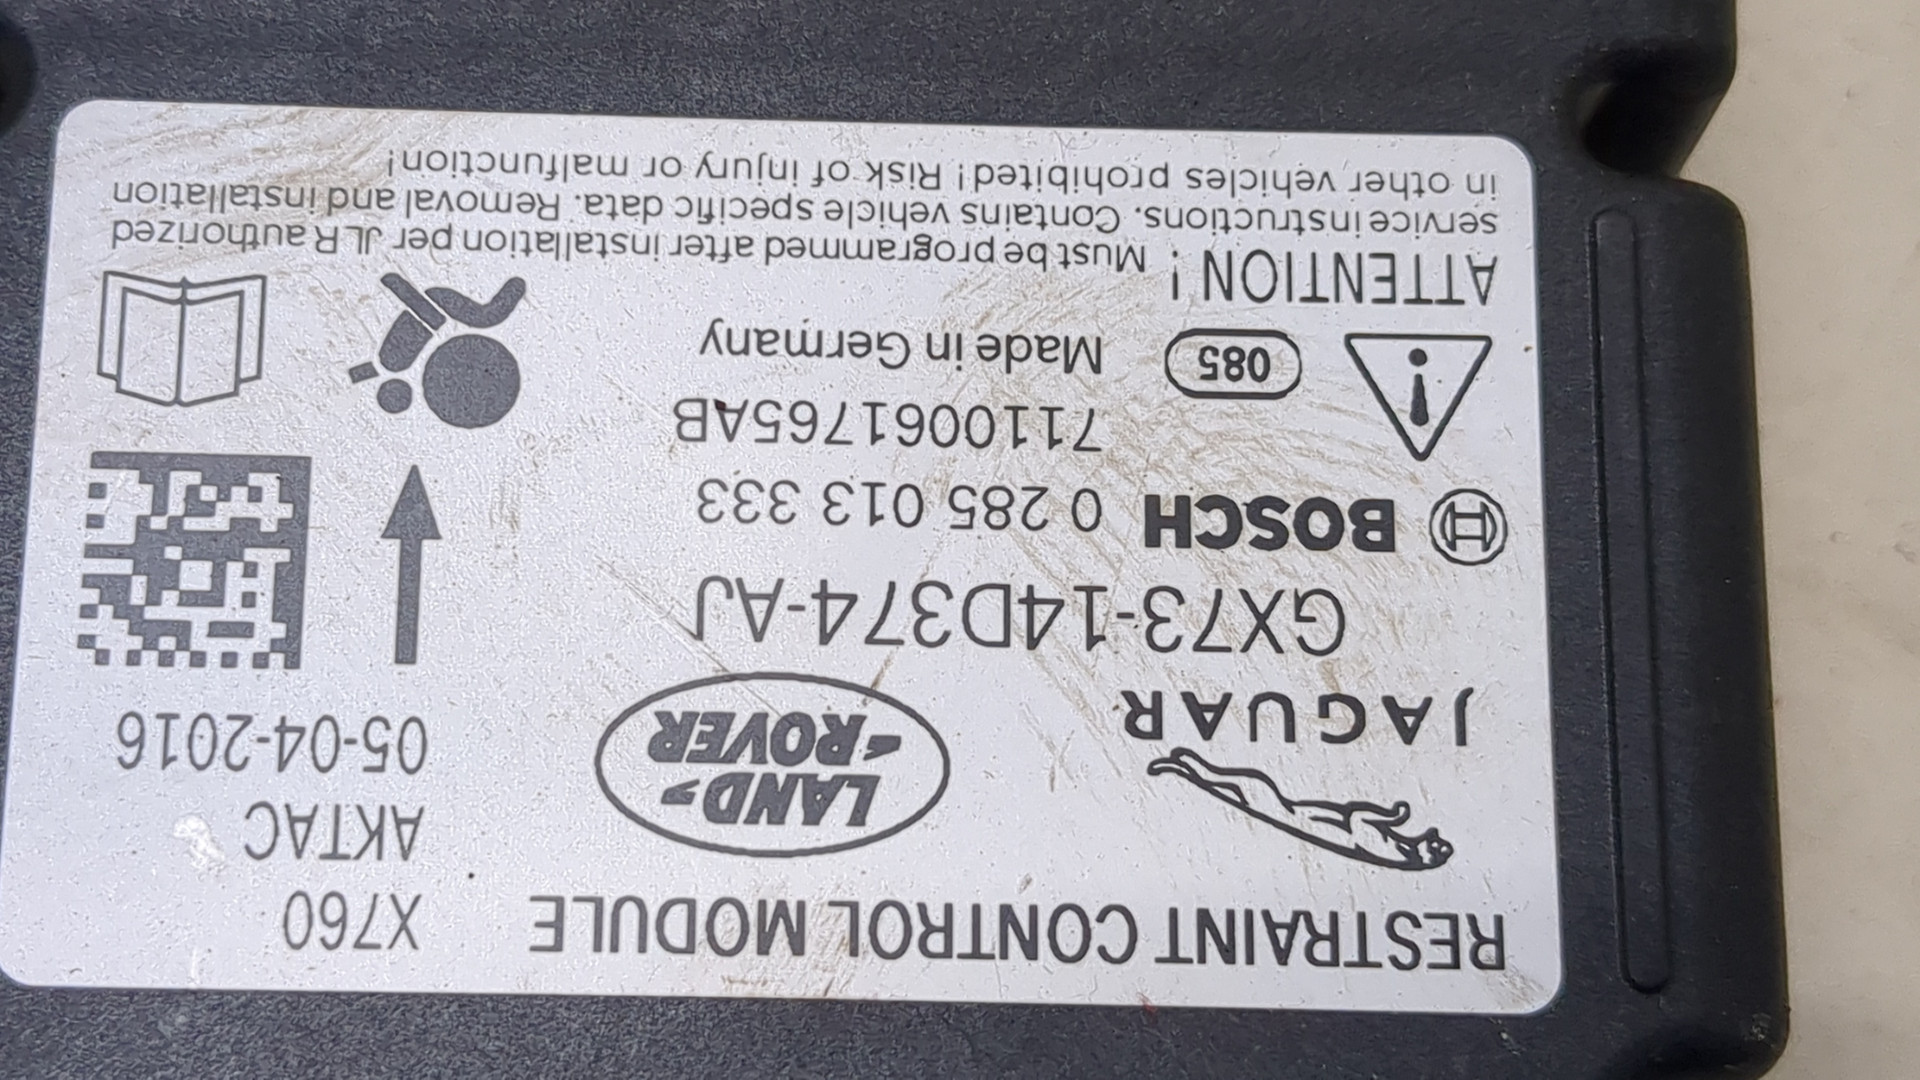 RESTRAINT CONTROL MODULE
X760
JAGUAR
LAND
ROVER
AKTAC
05-04-2016
GX73-14D374-AJ
BOSCH 0 285 013 333
7110061765AB
085 Made in Germany
ATTENTION ! Must be programmed after installation per JLR authorized
service instructions. Contains vehicle specific data. Removal and installation
in other vehicles prohibited! Risk of injury or malfunction!